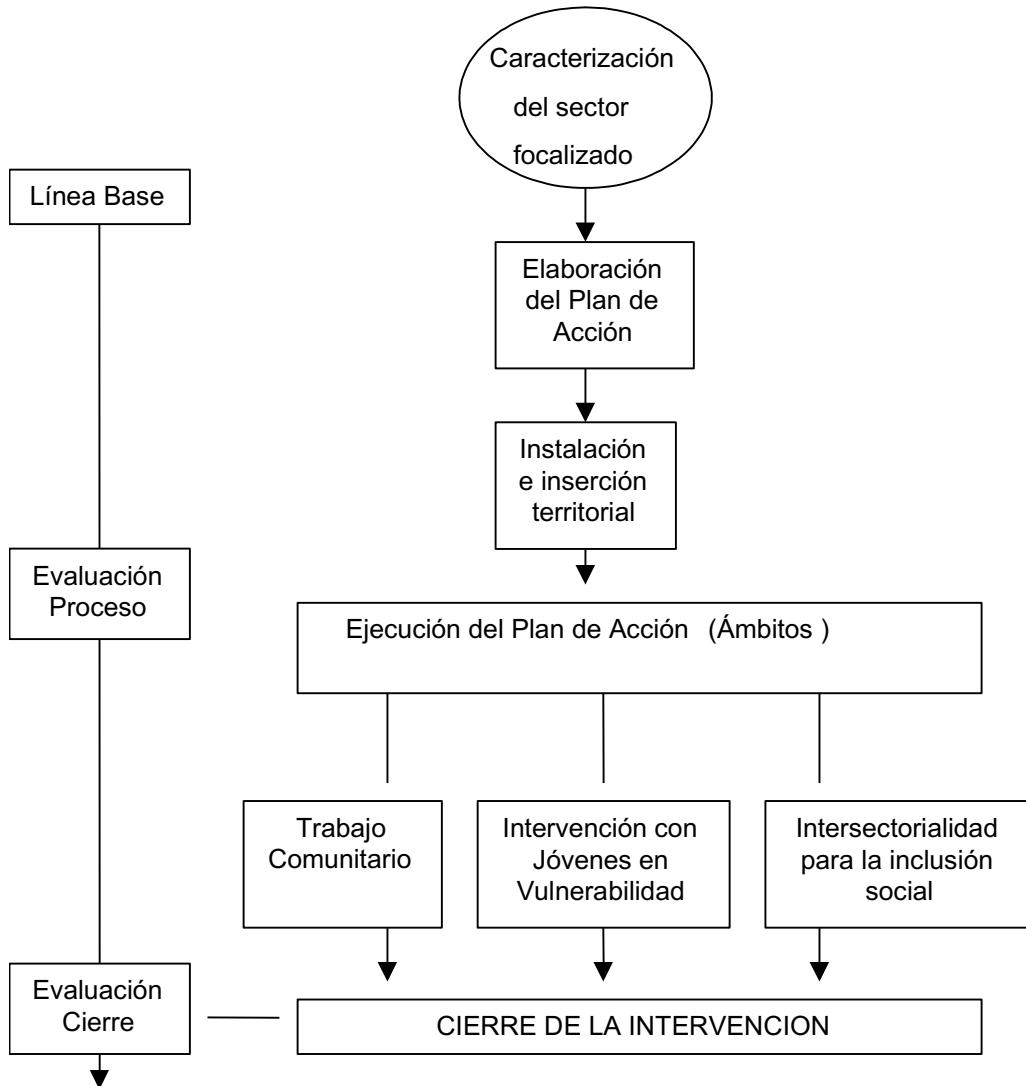 Caracterización
del sector
focalizado
Línea Base
Elaboración
del Plan de
Acción
Instalación
e inserción
territorial
Evaluación
Proceso
Ejecución del Plan de Acción (Ámbitos )
Trabajo
Comunitario
Intervención con
Jóvenes en
Vulnerabilidad
Intersectorialidad
para la inclusión
social
Evaluación
Cierre
CIERRE DE LA INTERVENCION